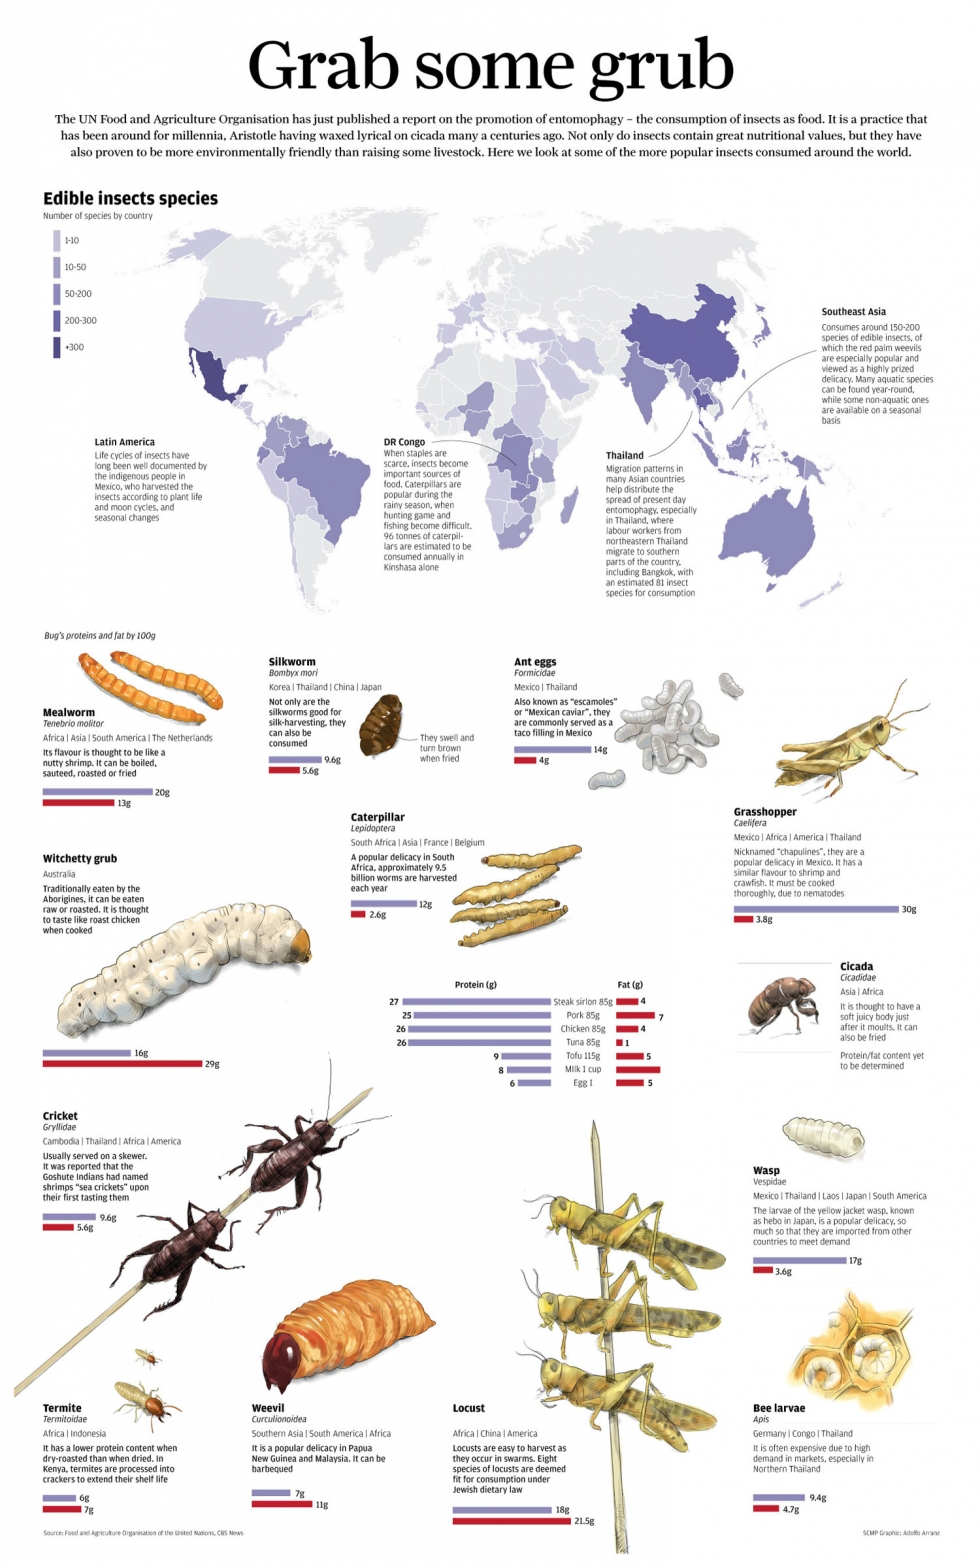 Grab some grub
The UN Food and Agriculture Organisation has just published a report on the promotion of entomophagy – the consumption of insects as food. It is a practice that
has been around for millennia, Aristotle having waxed lyrical on cicada many a centuries ago. Not only do insects contain great nutritional values, but they have
also proven to be more environmentally friendly than raising some livestock. Here we look at some of the more popular insects consumed around the world.
Edible insects species
Number of species by country
1-10
10-50
50-200
200-300
+300
Southeast Asia
Consumes around 150-200
species of edible insects, of
which the red palm weevils
are especially popular and
viewed as a highly prized
delicacy. Many aquatic species
can be found year-round,
while some non-aquatic ones
are available on a seasonal
basis
Latin America
Life cycles of insects have
long been well documented by
the indigenous people in
Mexico, who harvested the
insects according to plant life
and moon cycles, and
seasonal changes
DR Congo
When staples are
scarce, insects become
important sources of
food. Caterpillars are
popular during the
rainy season, when
hunting game and
fishing become difficult.
96 tonnes of caterpil-
lars are estimated to be
consumed annually in
Kinshasa alone
Thailand
Migration patterns in
many Asian countries
help distribute the
spread of present day
entomophagy, especially
in Thailand, where
labour workers from
northeastern Thailand
migrate to southern
parts of the country,
including Bangkok, with
an estimated 81 insect
species for consumption
Bug's proteins and fat by 100g
Mealworm
Tenebrio molitor
Africa | Asia | South America | The Netherlands
Its flavour is thought to be like a
nutty shrimp. It can be boiled,
sauteed, roasted or fried
20g
13g
Silkworm
Bombyx mori
Korea | Thailand | China | Japan
Not only are the
silkworms good for
silk-harvesting, they
can also be
consumed
9.6g
5.6g
They swell and
turn brown
when fried
Ant eggs
Formicidae
Mexico | Thailand
Also known as "escamoles"
or "Mexican caviar", they
are commonly served as a
taco filling in Mexico
14g
4g
Grasshopper
Caelifera
Mexico | Africa | America | Thailand
Nicknamed "chapulines", they are a
popular delicacy in Mexico. It has a
similar flavour to shrimp and
crawfish. It must be cooked
thoroughly, due to nematodes
30g
3.8g
Caterpillar
Lepidoptera
South Africa | Asia | France | Belgium
A popular delicacy in South
Africa, approximately 9.5
billion worms are harvested
each year
12g
2.6g
Witchetty grub
Australia
Traditionally eaten by the
Aborigines, it can be eaten
raw or roasted. It is thought
to taste like roast chicken
when cooked
16g
29g
Protein (g) Fat (g)
27 Steak sirlon 85g 4
25 Pork 85g 7
26 Chicken 85g 4
26 Tuna 85g 1
9 Tofu 115g 5
8 Milk 1 cup
6 Egg 1 5
Cicada
Cicadidae
Asia | Africa
It is thought to have a
soft juicy body just
after it moults. It can
also be fried
Protein/fat content yet
to be determined
Cricket
Gryllidae
Cambodia | Thailand | Africa | America
Usually served on a skewer.
It was reported that the
Goshute Indians had named
shrimps "sea crickets" upon
their first tasting them
9.6g
5.6g
Wasp
Vespidae
Mexico | Thailand | Laos | Japan | South America
The larvae of the yellow jacket wasp, known
as hebo in Japan, is a popular delicacy, so
much so that they are imported from other
countries to meet demand
17g
3.6g
Termite
Termitoidae
Africa | Indonesia
It has a lower protein content when
dry-roasted than when dried. In
Kenya, termites are processed into
crackers to extend their shelf life
6g
7g
Weevil
Curculionoidea
Southern Asia | South America | Africa
It is a popular delicacy in Papua
New Guinea and Malaysia. It can be
barbequed
7g
11g
Locust
Africa | China | America
Locusts are easy to harvest as
they occur in swarms. Eight
species of locusts are deemed
fit for consumption under
Jewish dietary law
18g
21.5g
Bee larvae
Apis
Germany | Congo | Thailand
It is often expensive due to high
demand in markets, especially in
Northern Thailand
9.4g
4.7g
Source: Food and Agriculture Organisation of the United Nations, CBS News
SCMP Graphic: Adolfo Arranz